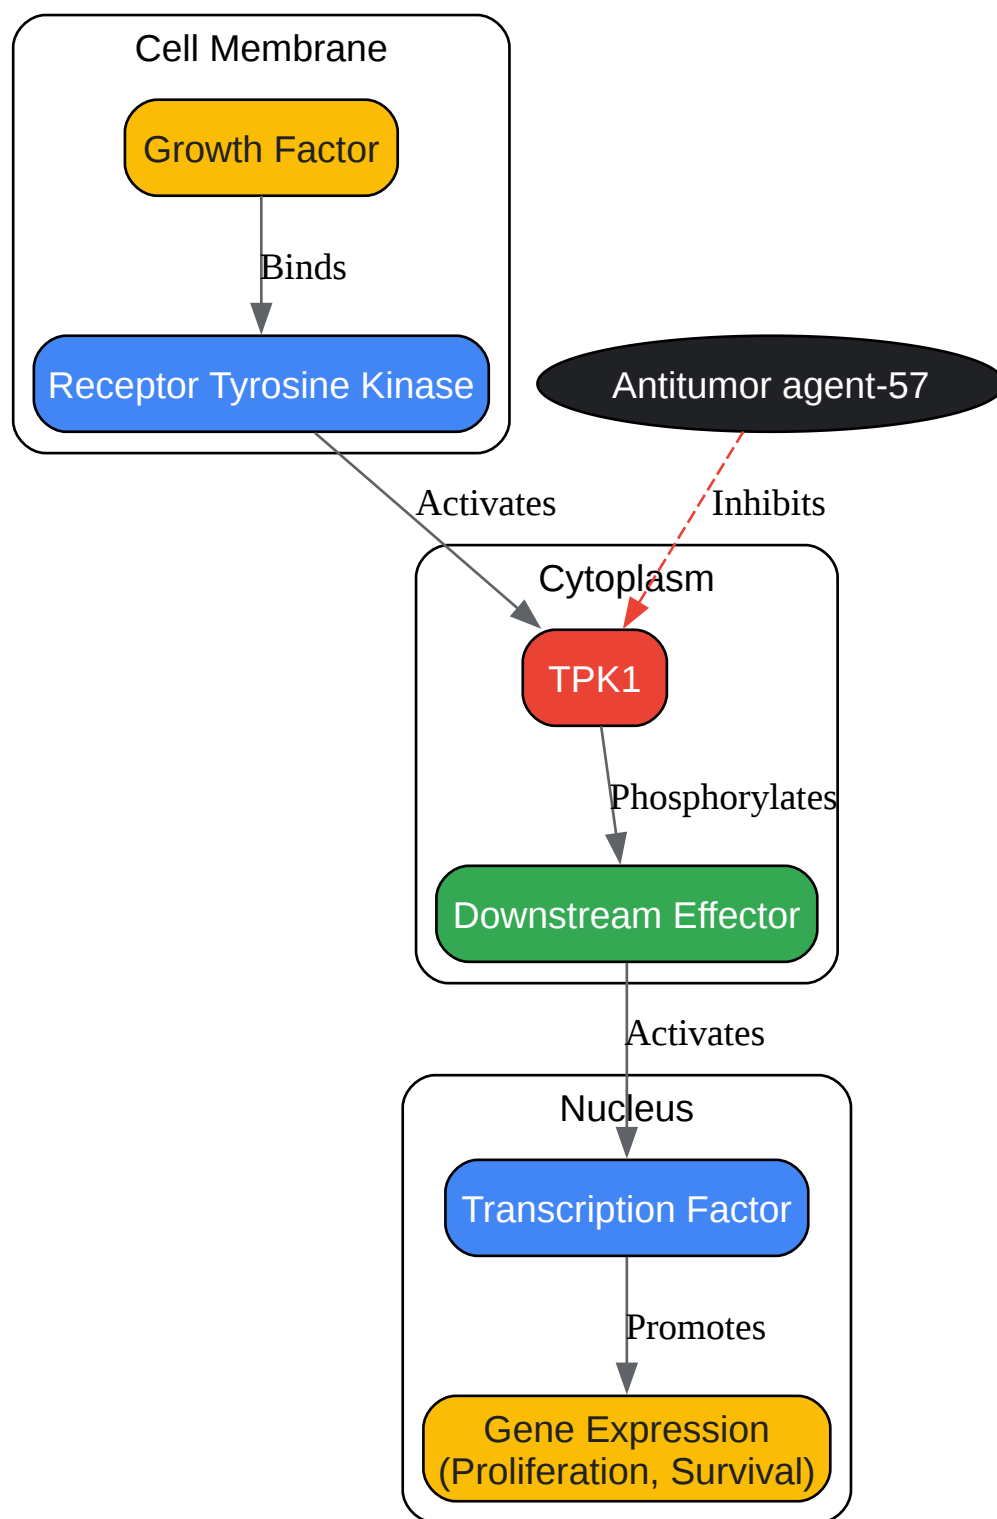 Cell Membrane
Growth Factor
Binds
Receptor Tyrosine Kinase
Antitumor agent-57
Activates
Inhibits
Cytoplasm
TPK1
Phosphorylates
Downstream Effector
Activates
Nucleus
Transcription Factor
Promotes
Gene Expression
(Proliferation, Survival)